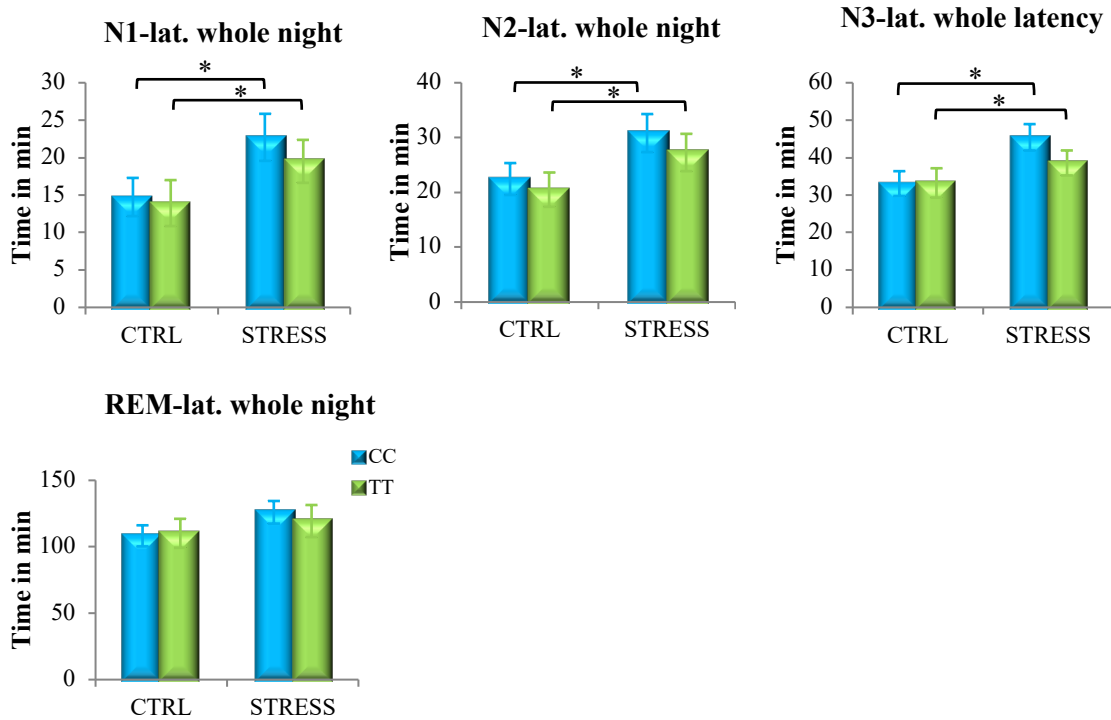 N1-lat. whole night
*
*
30
25
20
15
10
5
0
Time in min
CTRL STRESS
N2-lat. whole night
*
*
40
30
20
10
0
Time in min
CTRL STRESS
N3-lat. whole latency
*
*
60
50
40
30
20
10
0
Time in min
CTRL STRESS
REM-lat. whole night
CC
TT
150
100
50
0
Time in min
CTRL STRESS